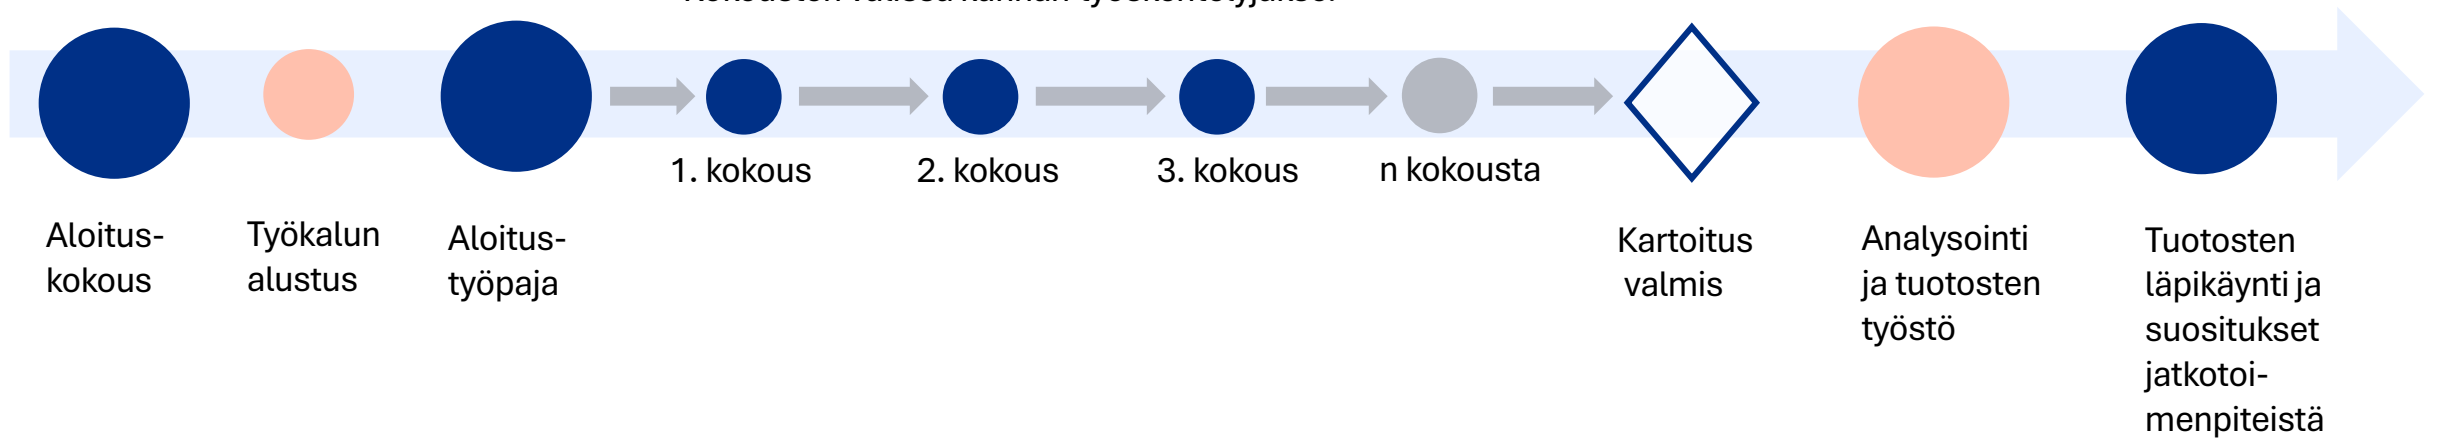 1. kokous
2. kokous
3. kokous
n kokousta
Aloitus-
kokous
Työkalun
alustus
Aloitus-
työpaja
Kartoitus
valmis
Analysointi
ja tuotosten
työstö
Tuotosten
läpikäynti ja
suositukset
jatkotoi-
menpiteistä